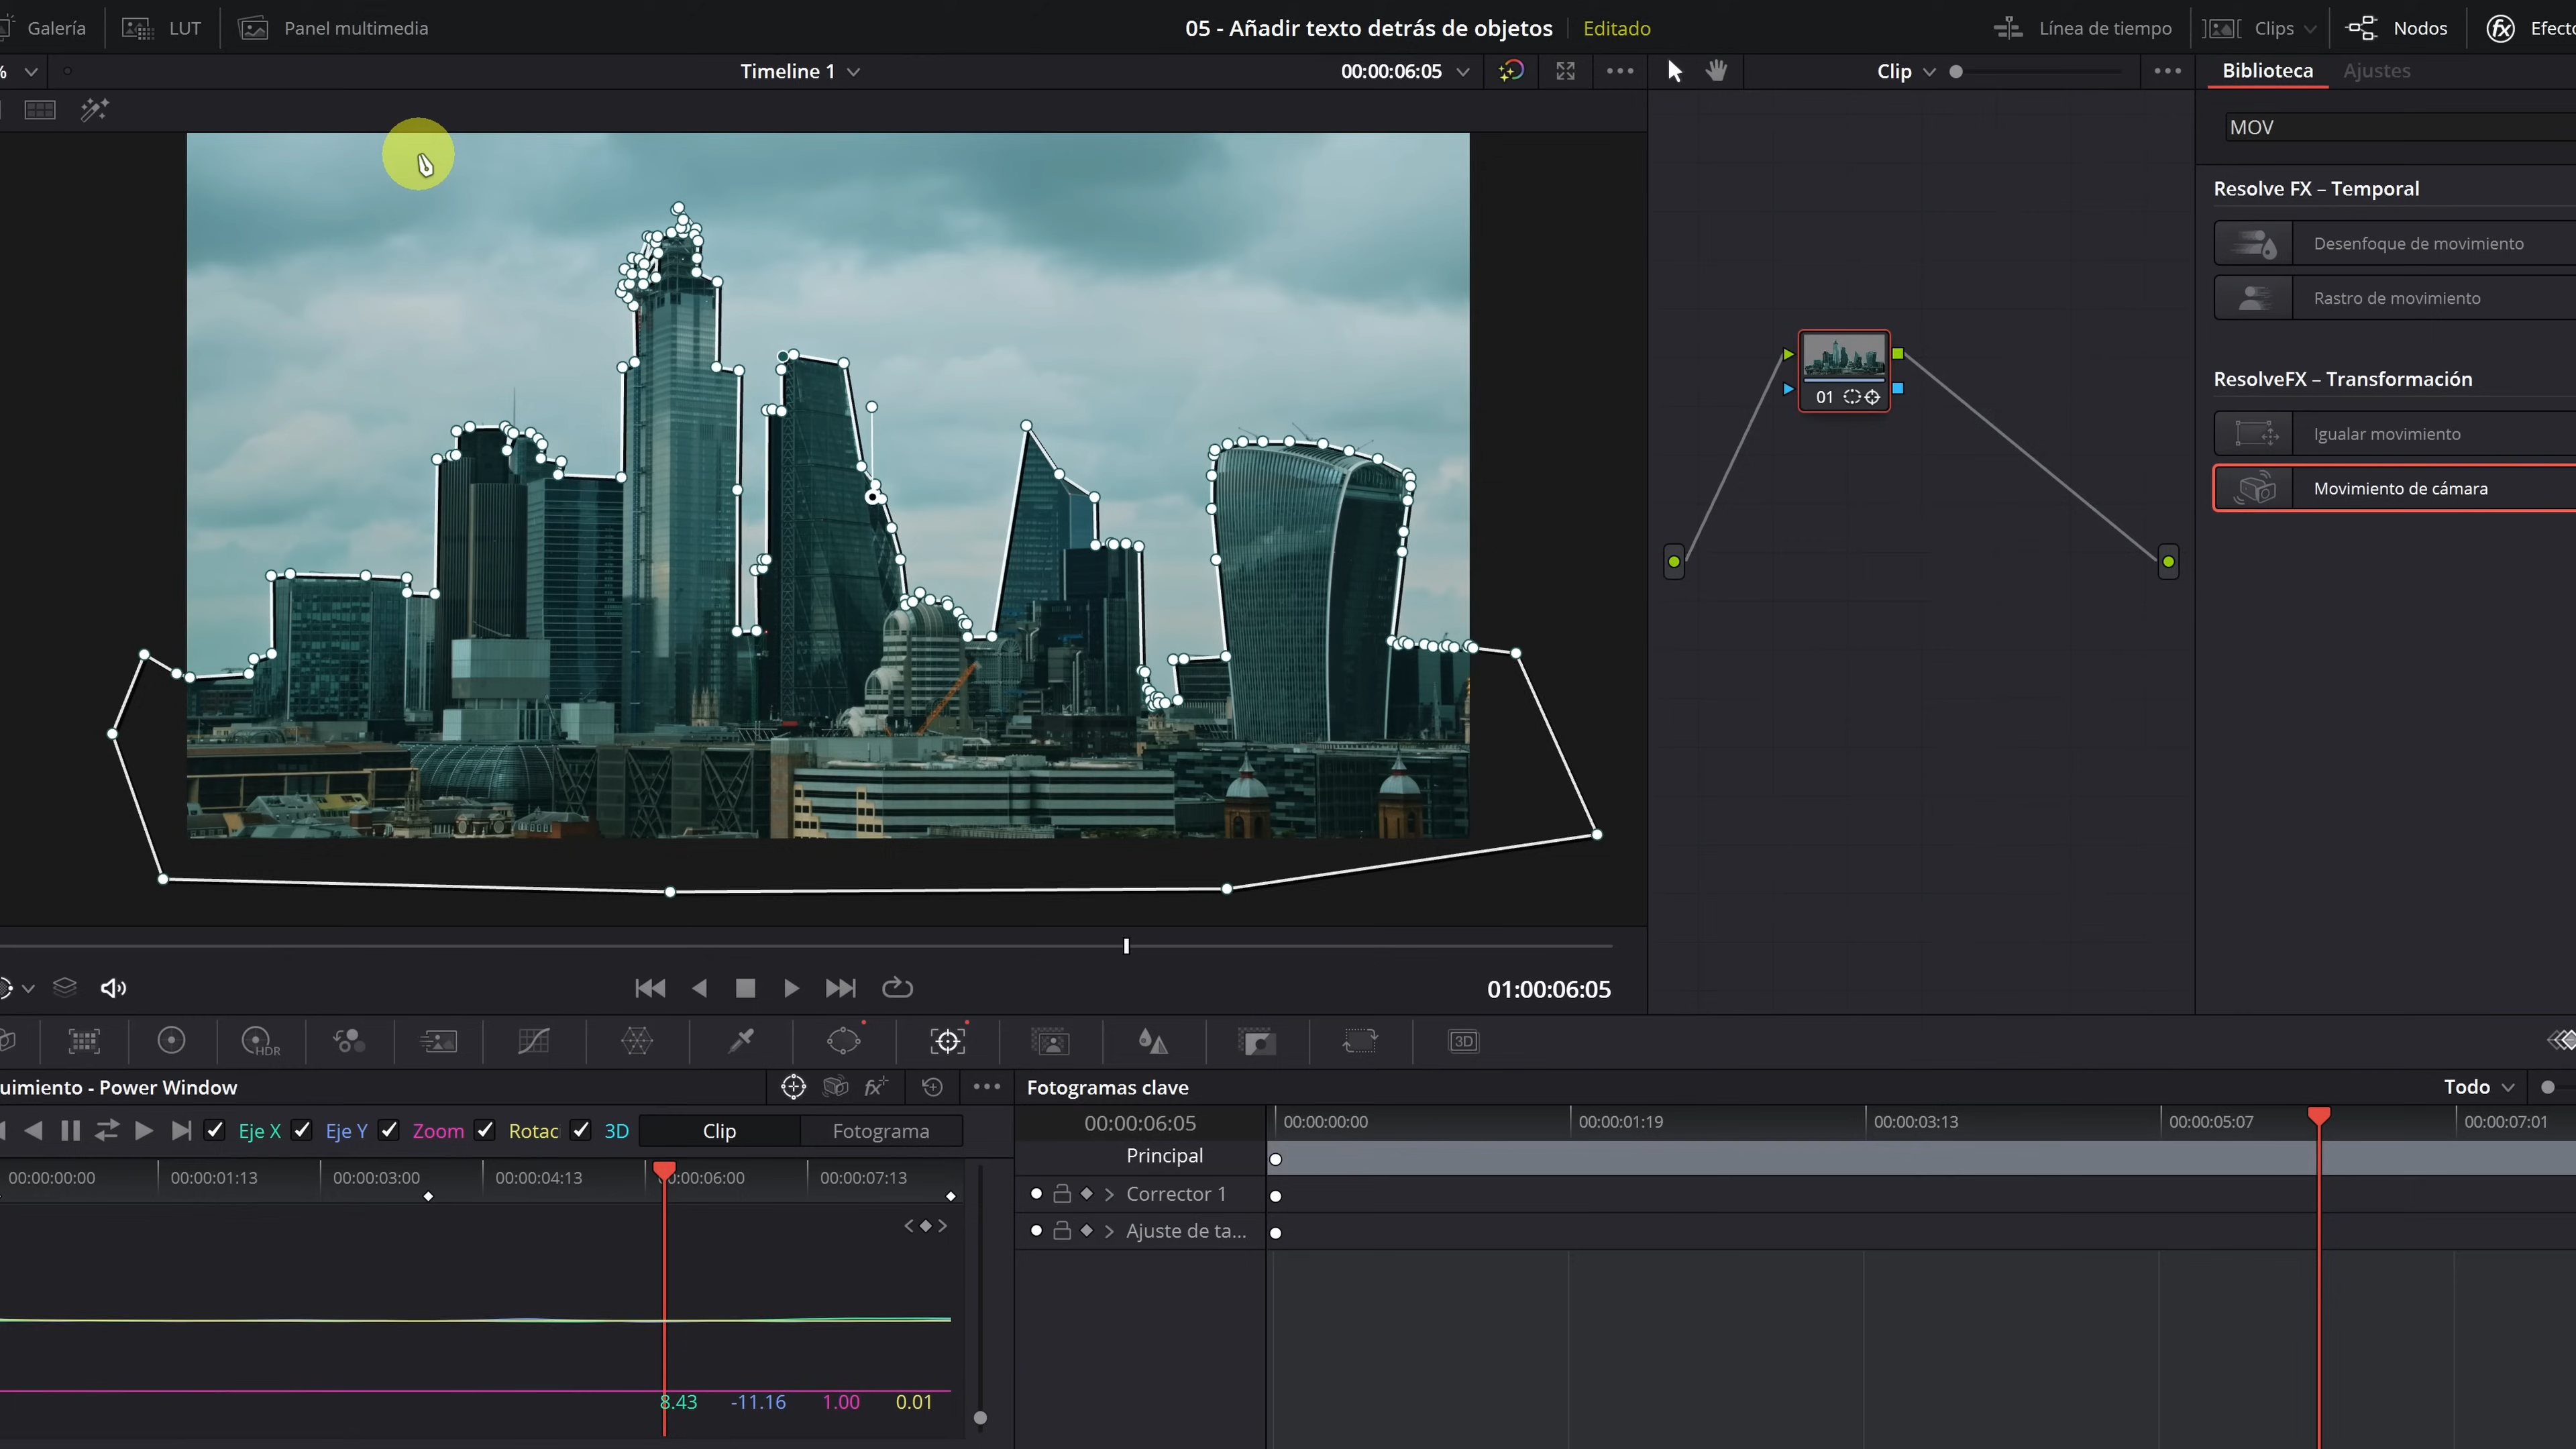 Galería LUT Panel multimedia 05 - Añadir texto detrás de objetos Editado Línea de tiempo Clips Nodos Efecto
% Timeline 1 00:00:06:05 Clip Biblioteca Ajustes
MOV
Resolve FX – Temporal
Desenfoque de movimiento
Rastro de movimiento
01
ResolveFX – Transformación
Igualar movimiento
Movimiento de cámara
01:00:06:05
HDR 3D
uimiento - Power Window fx Fotogramas clave Todo
Eje X Eje Y Zoom Rotac 3D Clip Fotograma
00:00:06:05 00:00:00:00 00:00:01:19 00:00:03:13 00:00:05:07 00:00:07:01
Principal
00:00:00:00 00:00:01:13 00:00:03:00 00:00:04:13 :00:06:00 00:00:07:13
Corrector 1
Ajuste de ta...
8.43 -11.16 1.00 0.01